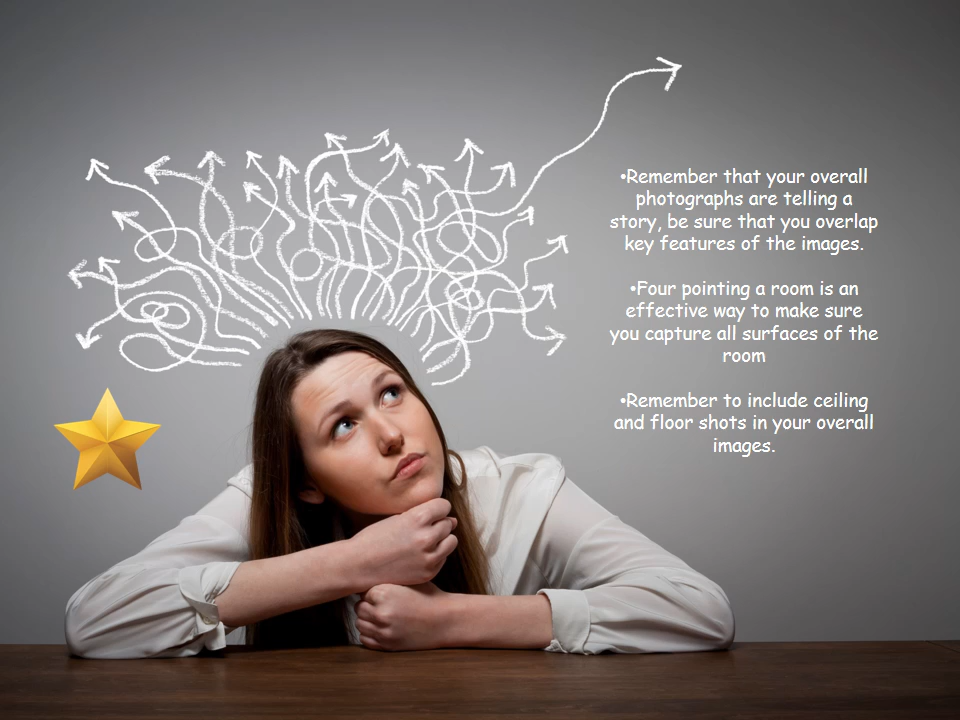 •Remember that your overall
photographs are telling a
story, be sure that you overlap
key features of the images.
•Four pointing a room is an
effective way to make sure
you capture all surfaces of the
room
•Remember to include ceiling
and floor shots in your overall
images.